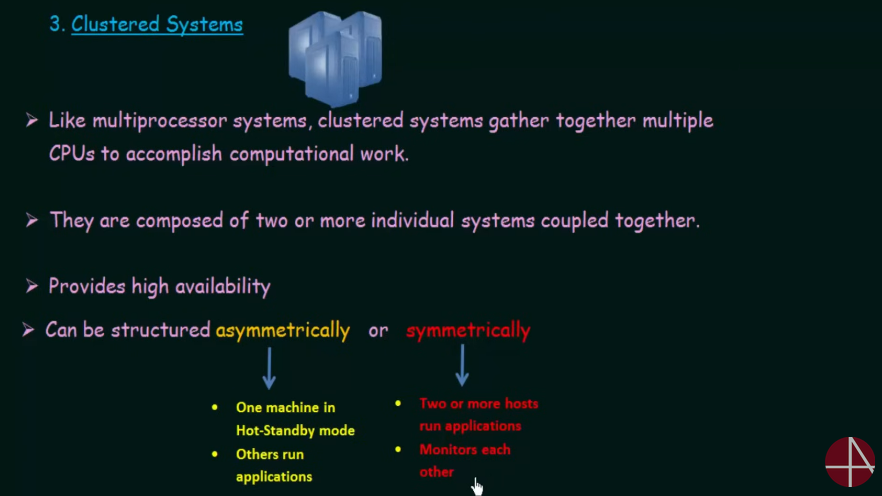 3. Clustered Systems
➢ Like multiprocessor systems, clustered systems gather together multiple
CPUs to accomplish computational work.
➢ They are composed of two or more individual systems coupled together.
➢ Provides high availability
➢ Can be structured asymmetrically or symmetrically
• One machine in
Hot-Standby mode
• Others run
applications
• Two or more hosts
run applications
• Monitors each
other